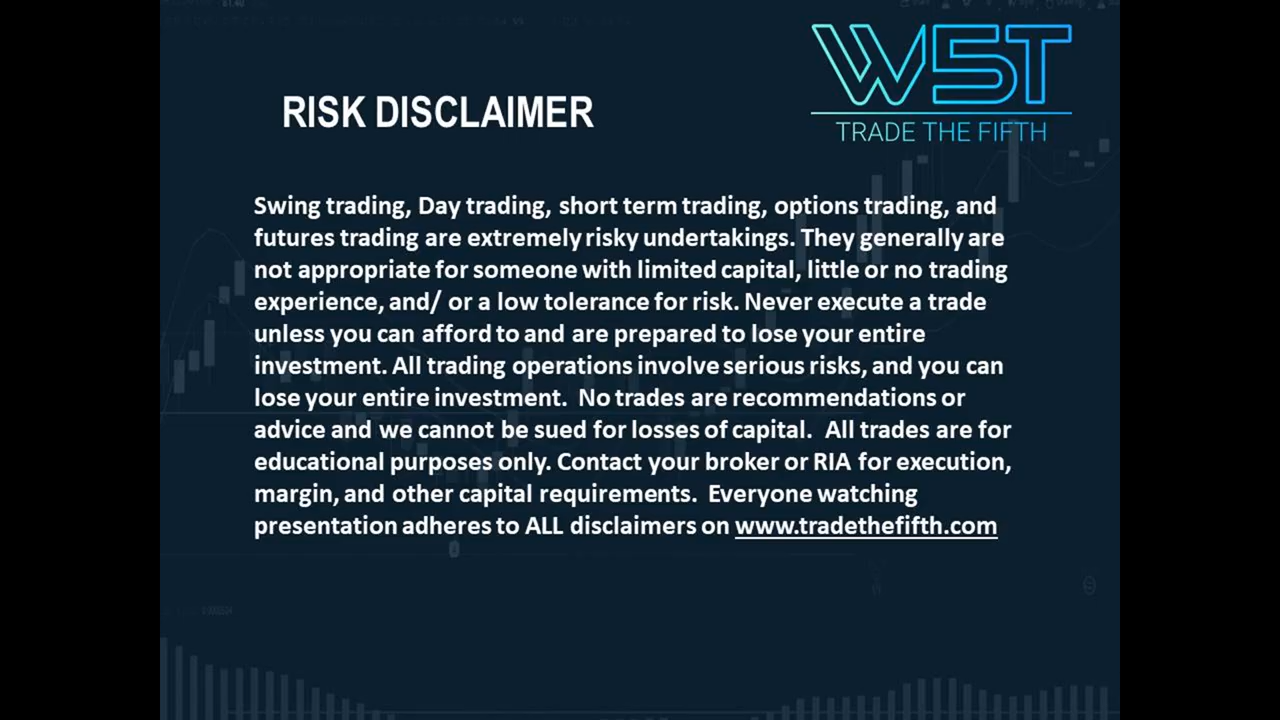 W5T
TRADE THE FIFTH
RISK DISCLAIMER
Swing trading, Day trading, short term trading, options trading, and
futures trading are extremely risky undertakings. They generally are
not appropriate for someone with limited capital, little or no trading
experience, and/ or a low tolerance for risk. Never execute a trade
unless you can afford to and are prepared to lose your entire
investment. All trading operations involve serious risks, and you can
lose your entire investment.  No trades are recommendations or
advice and we cannot be sued for losses of capital.  All trades are for
educational purposes only. Contact your broker or RIA for execution,
margin, and other capital requirements.  Everyone watching
presentation adheres to ALL disclaimers on www.tradethefifth.com